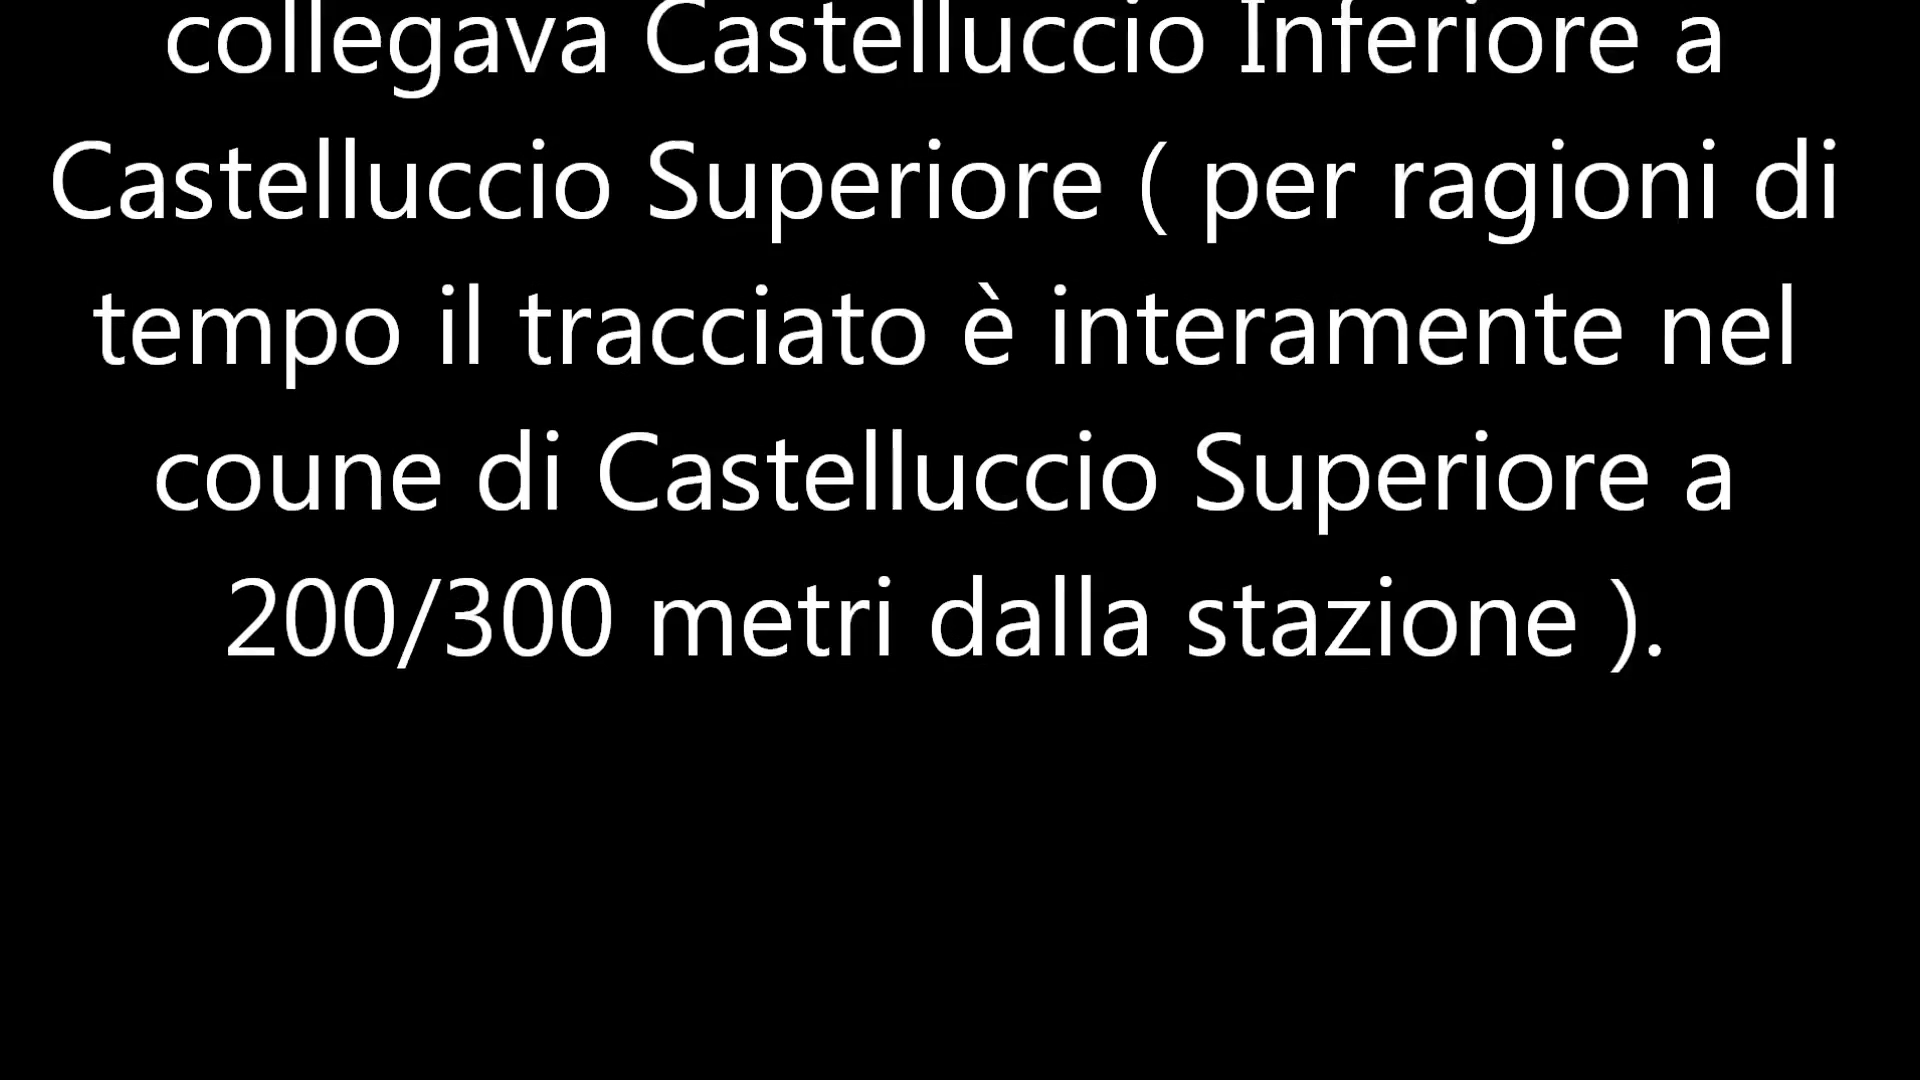 collegava Castelluccio Inferiore a
Castelluccio Superiore ( per ragioni di
tempo il tracciato è interamente nel
coune di Castelluccio Superiore a
200/300 metri dalla stazione ).